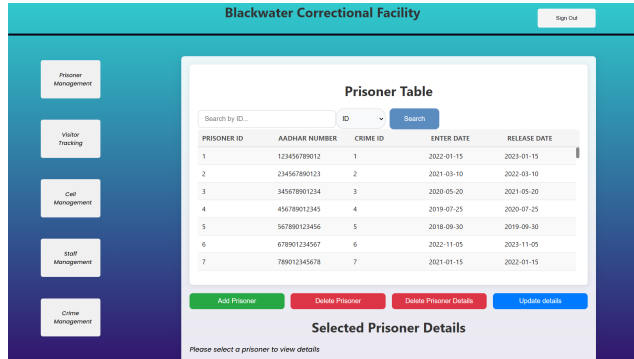 Blackwater Correctional Facility
Sign Out
Prisoner
Management
Visitor
Tracking
Cell
Management
Staff
Management
Crime
Management
Prisoner Table
Search by ID... ID Search
PRISONER ID AADHAR NUMBER CRIME ID ENTER DATE RELEASE DATE
1 123456789012 1 2022-01-15 2023-01-15
2 234567890123 2 2021-03-10 2022-03-10
3 345678901234 3 2020-05-20 2021-05-20
4 456789012345 4 2019-07-25 2020-07-25
5 567890123456 5 2018-09-30 2019-09-30
6 678901234567 6 2022-11-05 2023-11-05
7 789012345678 7 2021-01-15 2022-01-15
Add Prisoner Delete Prisoner Delete Prisoner Details Update details
Selected Prisoner Details
Please select a prisoner to view details